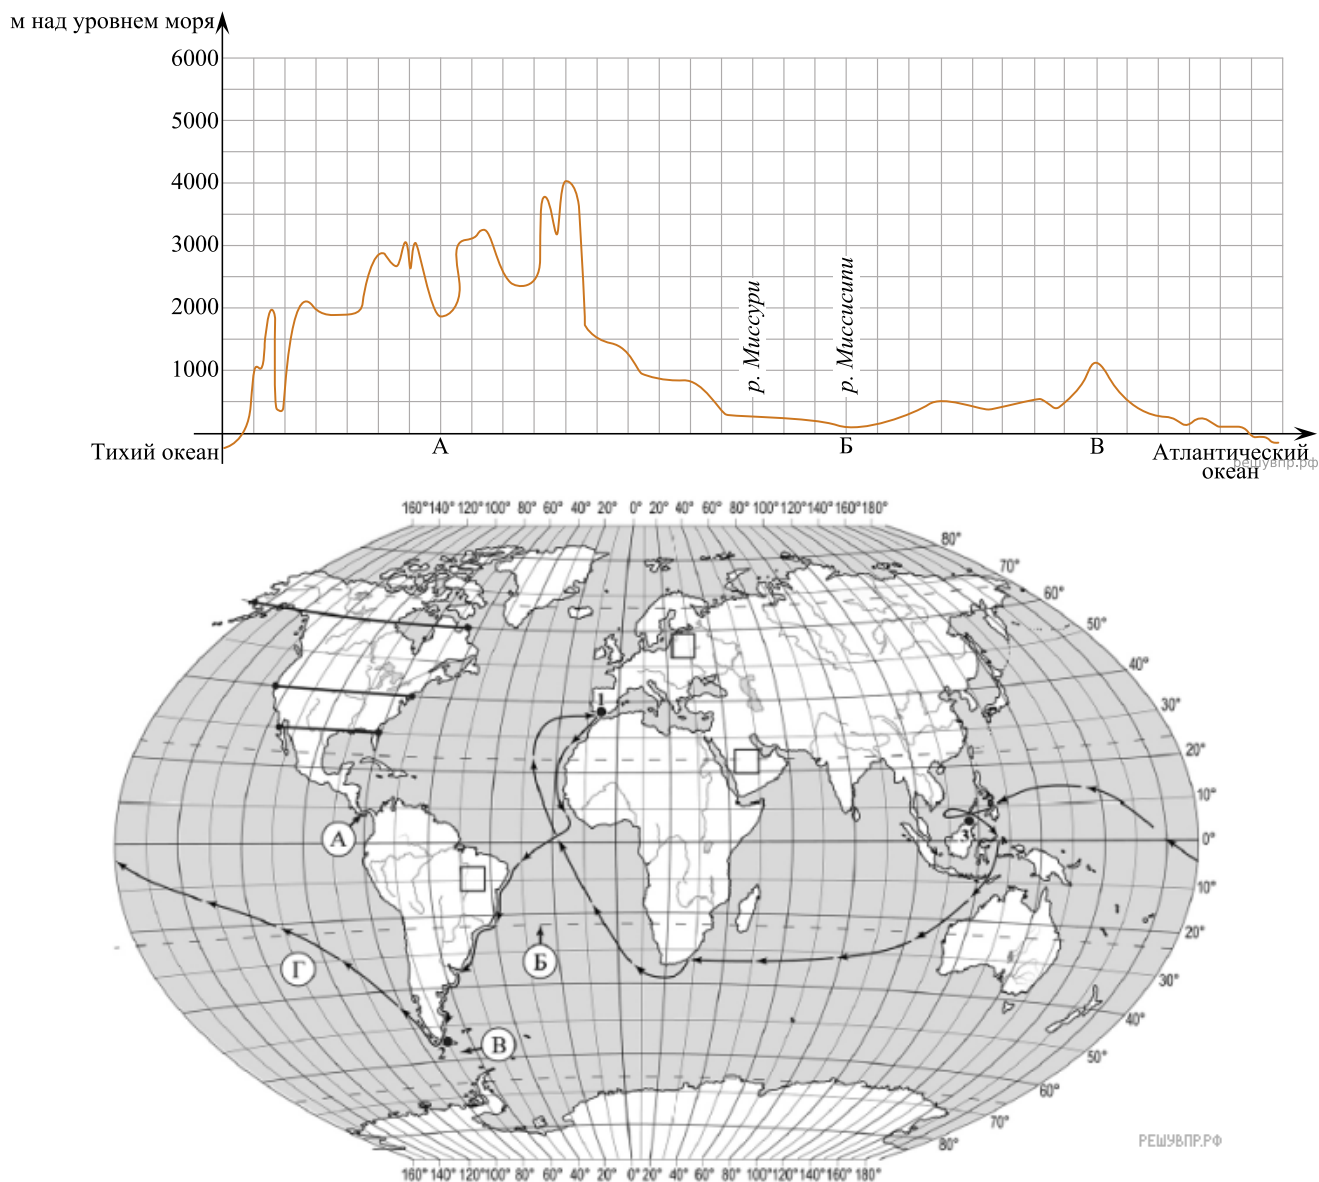 м над уровнем моря
6000
5000
4000
3000
2000
1000
р. Миссури
р. Миссисипи
Тихий океан
А
Б
В
Атлантический
океан
решувпр.рф
160° 140° 120° 100° 80° 60° 40° 20° 0° 20° 40° 60° 80° 100° 120° 140° 160° 180°
80°
70°
60°
50°
40°
30°
20°
10°
0°
10°
20°
30°
40°
50°
60°
70°
80°
1
А
3
Б
Г
2
В
РЕШУВПР.РФ
160° 140° 120° 100° 80° 60° 40° 20° 0° 20° 40° 60° 80° 100° 120° 140° 160° 180°